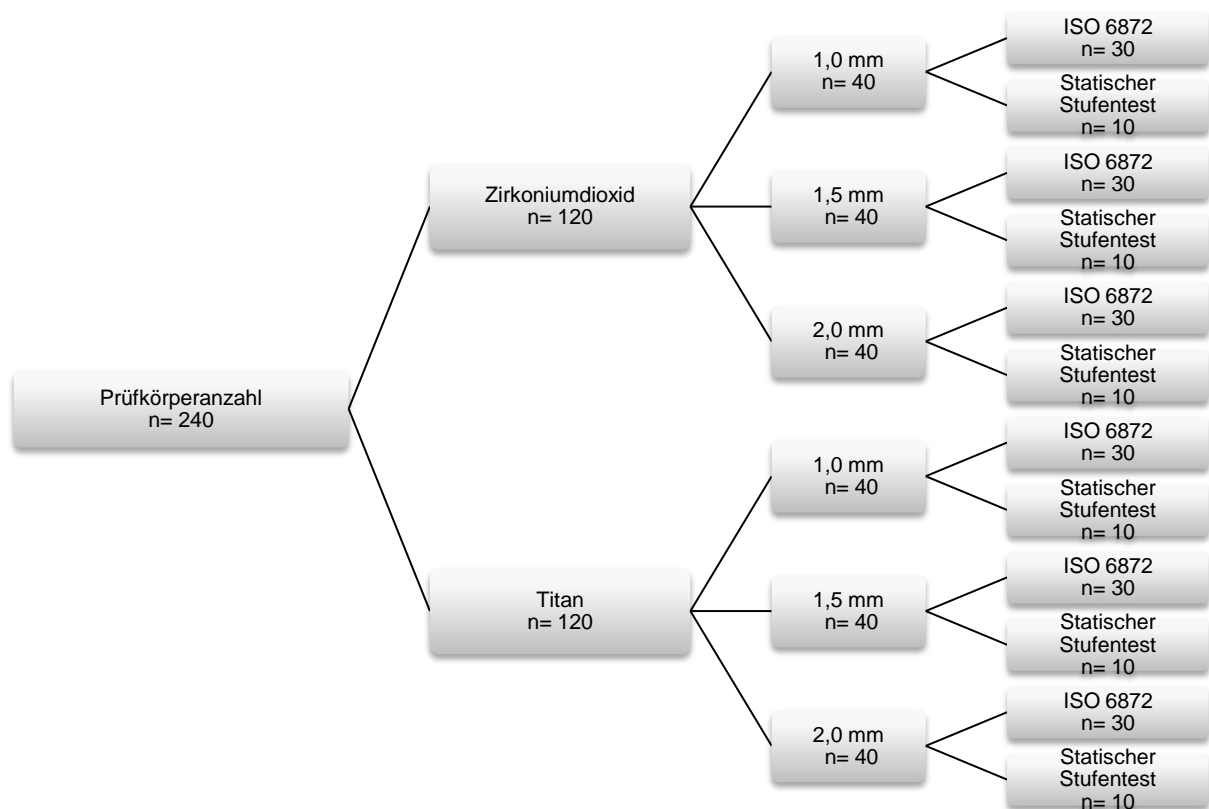 Prüfkörperanzahl
n= 240
Zirkoniumdioxid
n= 120
1,0 mm
n= 40
ISO 6872
n= 30
Statischer
Stufentest
n= 10
1,5 mm
n= 40
ISO 6872
n= 30
Statischer
Stufentest
n= 10
2,0 mm
n= 40
ISO 6872
n= 30
Statischer
Stufentest
n= 10
Titan
n= 120
1,0 mm
n= 40
ISO 6872
n= 30
Statischer
Stufentest
n= 10
1,5 mm
n= 40
ISO 6872
n= 30
Statischer
Stufentest
n= 10
2,0 mm
n= 40
ISO 6872
n= 30
Statischer
Stufentest
n= 10